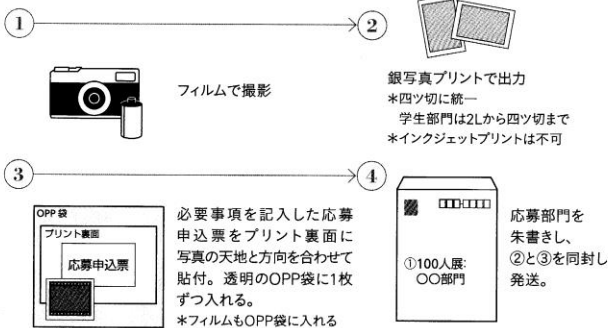 ①
②
フィルムで撮影
銀写真プリントで出力
*四ツ切に統一
学生部門は2Lから四ツ切まで
*インクジェットプリントは不可
③
④
OPP 袋
プリント裏面
応募申込票
必要事項を記入した応募
申込票をプリント裏面に
写真の天地と方向を合わせて
貼付。透明のOPP袋に1枚
ずつ入れる。
*フィルムもOPP袋に入れる
①100人展:
〇〇部門
応募部門を
朱書きし、
②と③を同封し
発送。